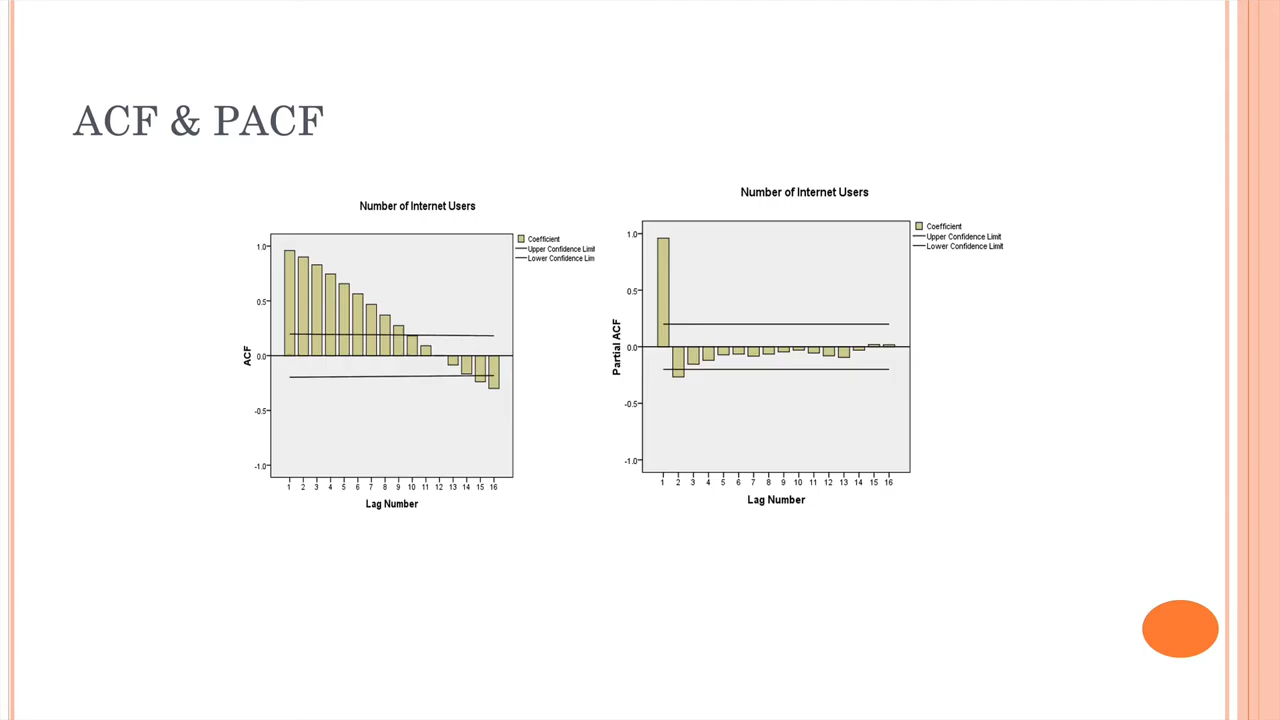 ACF & PACF
Number of Internet Users
1.0
0.5
0.0
-0.5
-1.0
ACF
1 2 3 4 5 6 7 8 9 10 11 12 13 14 15 16
Lag Number
Coefficient
Upper Confidence Limit
Lower Confidence Lim
Number of Internet Users
1.0
0.5
0.0
-0.5
-1.0
Partial ACF
1 2 3 4 5 6 7 8 9 10 11 12 13 14 15 16
Lag Number
Coefficient
Upper Confidence Limit
Lower Confidence Limit